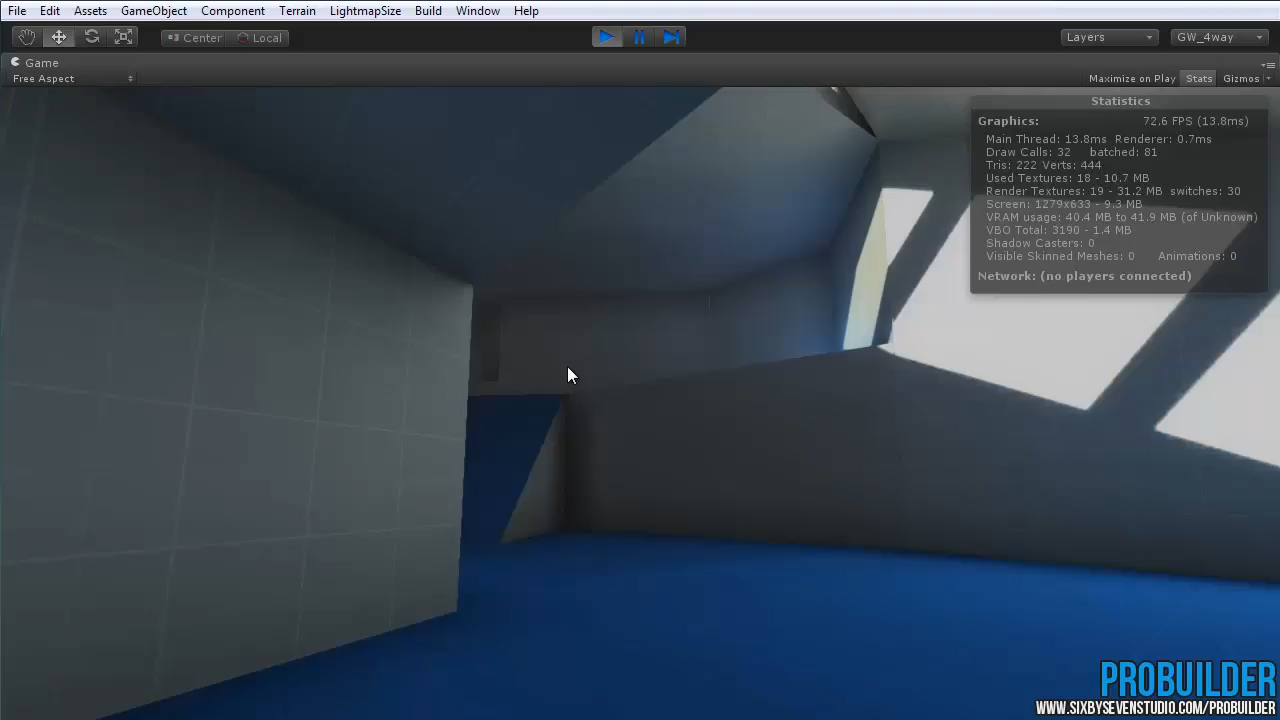 File Edit Assets GameObject Component Terrain LightmapSize Build Window Help
Center Local Layers GW_4way
Game
Free Aspect Maximize on Play Stats Gizmos
Statistics
Graphics: 72.6 FPS (13.8ms)
Main Thread: 13.8ms Renderer: 0.7ms
Draw Calls: 32 batched: 81
Tris: 222 Verts: 444
Used Textures: 18 - 10.7 MB
Render Textures: 19 - 31.2 MB switches: 30
Screen: 1279x633 - 9.3 MB
VRAM usage: 40.4 MB to 41.9 MB (of Unknown)
VBO Total: 3190 - 1.4 MB
Shadow Casters: 0
Visible Skinned Meshes: 0 Animations: 0
Network: (no players connected)
PROBUILDER
WWW.SIXBYSEVENSTUDIO.COM/PROBUILDER